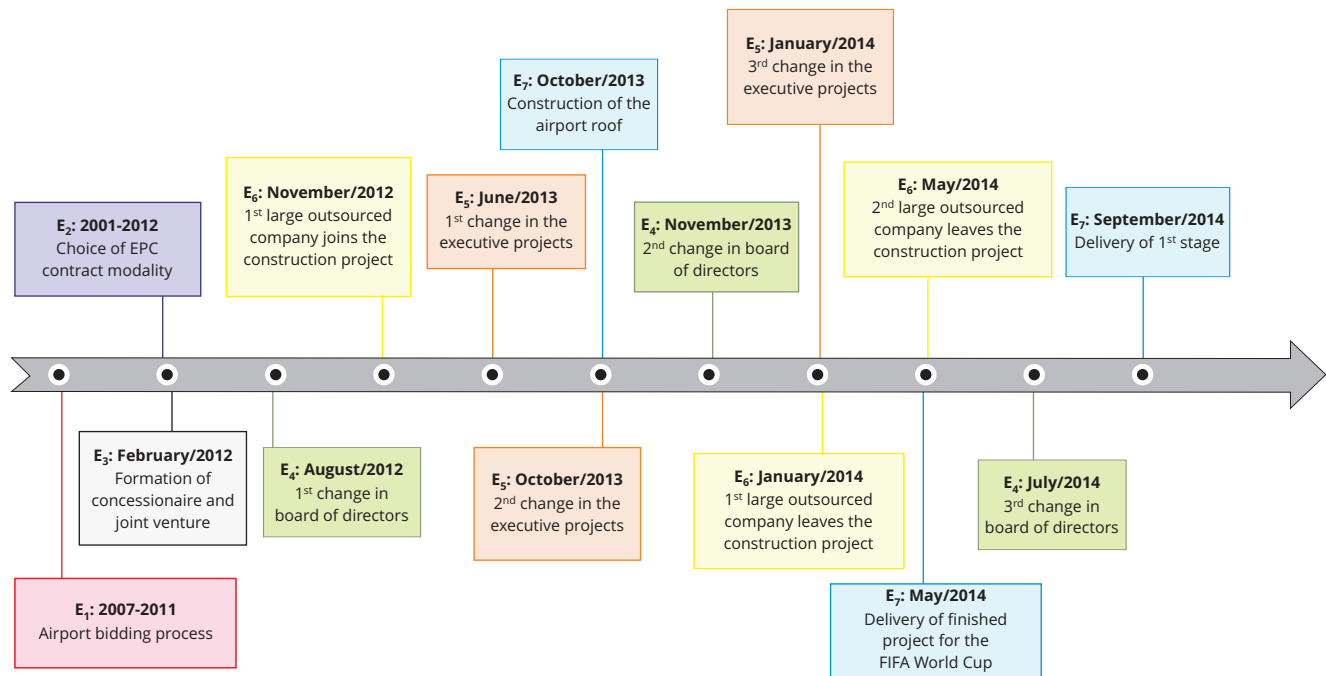 E₅: January/2014
3rd change in the
executive projects
E₇: October/2013
Construction of the
airport roof
E₆: November/2012
1st large outsourced
company joins the
construction project
E₅: June/2013
1st change in the
executive projects
E₆: May/2014
2nd large outsourced
company leaves the
construction project
E₂: 2001-2012
Choice of EPC
contract modality
E₄: November/2013
2nd change in board
of directors
E₇: September/2014
Delivery of 1st stage
E₃: February/2012
Formation of
concessionaire and
joint venture
E₄: August/2012
1st change in
board of directors
E₅: October/2013
2nd change in the
executive projects
E₆: January/2014
1st large outsourced
company leaves the
construction project
E₄: July/2014
3rd change in
board of directors
E₁: 2007-2011
Airport bidding process
E₇: May/2014
Delivery of finished
project for the
FIFA World Cup